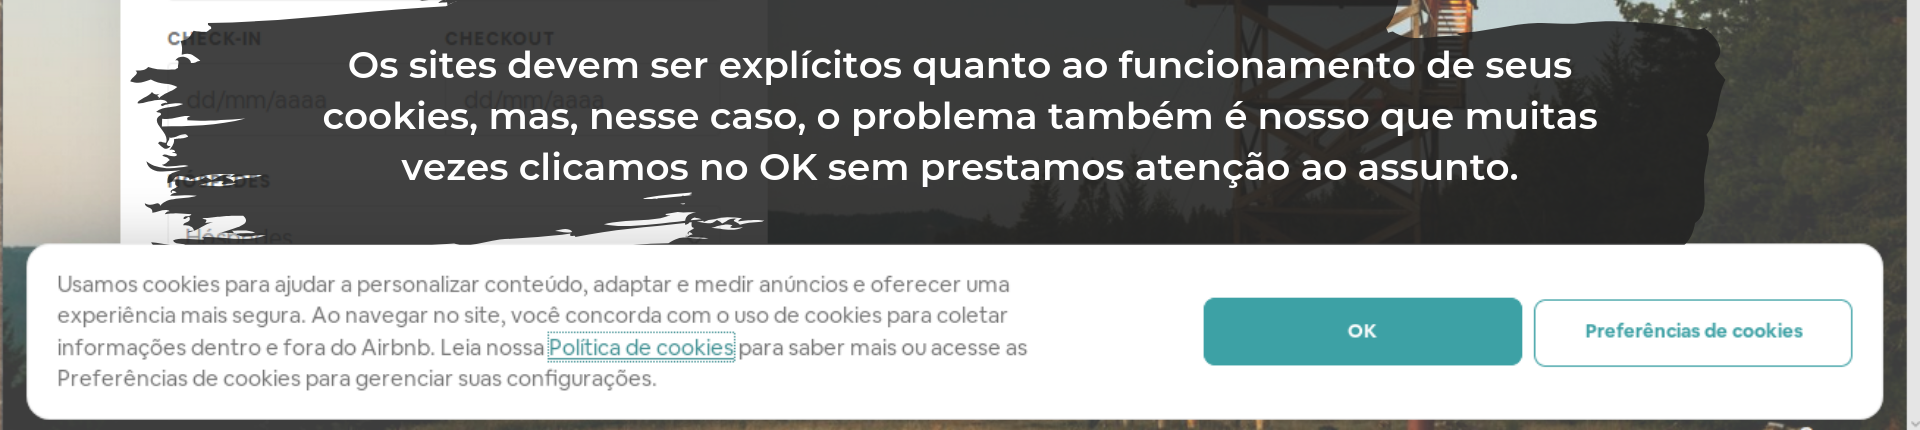 CHECK-IN CHECKOUT
Os sites devem ser explícitos quanto ao funcionamento de seus
dd/mm/aaaa dd/mm/aaaa
cookies, mas, nesse caso, o problema também é nosso que muitas
vezes clicamos no OK sem prestamos atenção ao assunto.
HÓSPEDES
Hóspedes
Usamos cookies para ajudar a personalizar conteúdo, adaptar e medir anúncios e oferecer uma
experiência mais segura. Ao navegar no site, você concorda com o uso de cookies para coletar
informações dentro e fora do Airbnb. Leia nossa Política de cookies para saber mais ou acesse as
Preferências de cookies para gerenciar suas configurações.
OK
Preferências de cookies